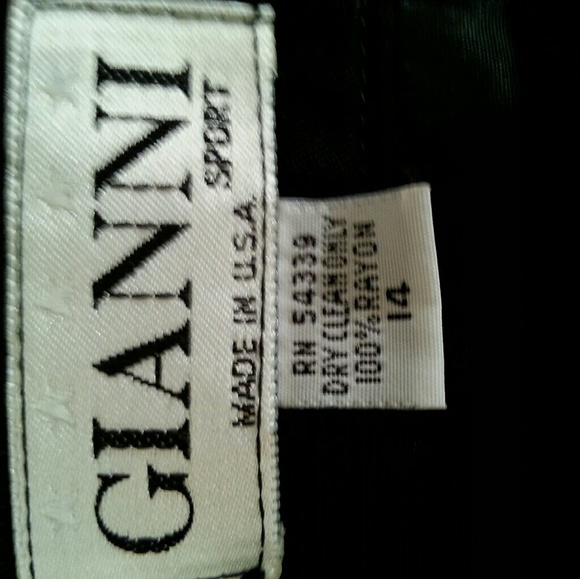 GIANNI
SPORT
MADE IN U.S.A.
RN 54339
DRY CLEAN ONLY
100% RAYON
14